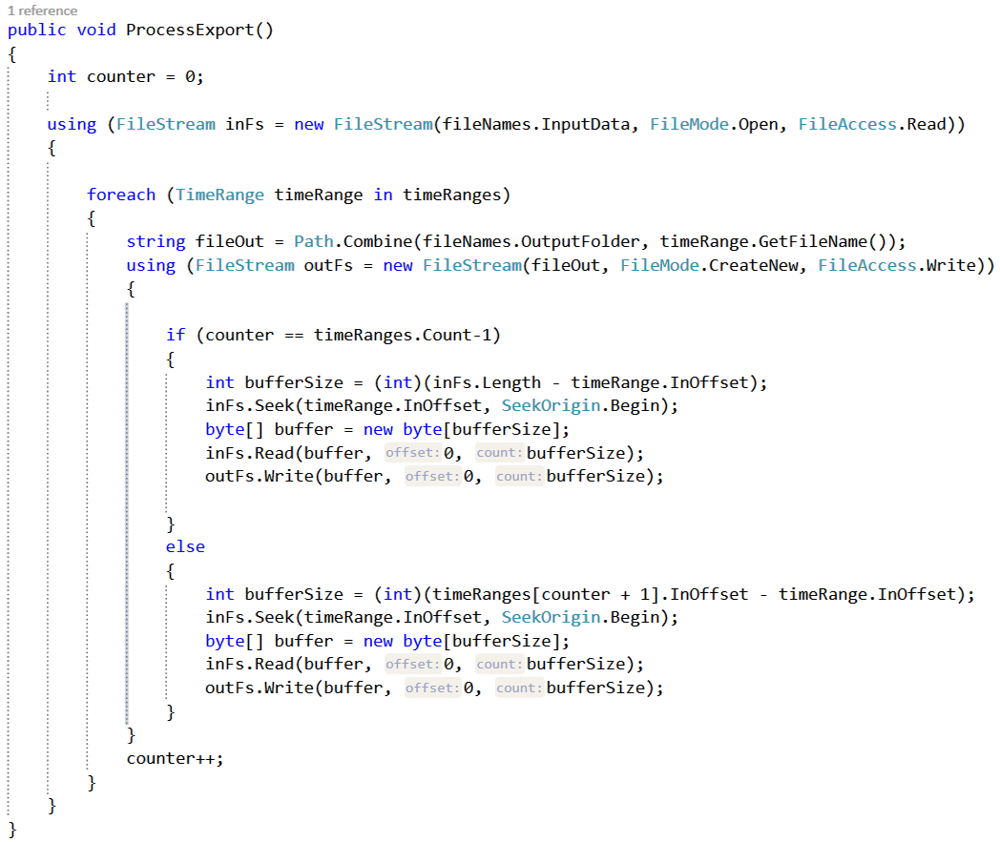 1 reference
public void ProcessExport()
{
int counter = 0;
using (FileStream inFs = new FileStream(fileNames.InputData, FileMode.Open, FileAccess.Read))
{
foreach (TimeRange timeRange in timeRanges)
{
string fileOut = Path.Combine(fileNames.OutputFolder, timeRange.GetFileName());
using (FileStream outFs = new FileStream(fileOut, FileMode.CreateNew, FileAccess.Write))
{
if (counter == timeRanges.Count-1)
{
int bufferSize = (int)(inFs.Length - timeRange.InOffset);
inFs.Seek(timeRange.InOffset, SeekOrigin.Begin);
byte[] buffer = new byte[bufferSize];
inFs.Read(buffer, offset: 0, count: bufferSize);
outFs.Write(buffer, offset: 0, count: bufferSize);
}
else
{
int bufferSize = (int)(timeRanges[counter + 1].InOffset - timeRange.InOffset);
inFs.Seek(timeRange.InOffset, SeekOrigin.Begin);
byte[] buffer = new byte[bufferSize];
inFs.Read(buffer, offset: 0, count: bufferSize);
outFs.Write(buffer, offset: 0, count: bufferSize);
}
}
counter++;
}
}
}